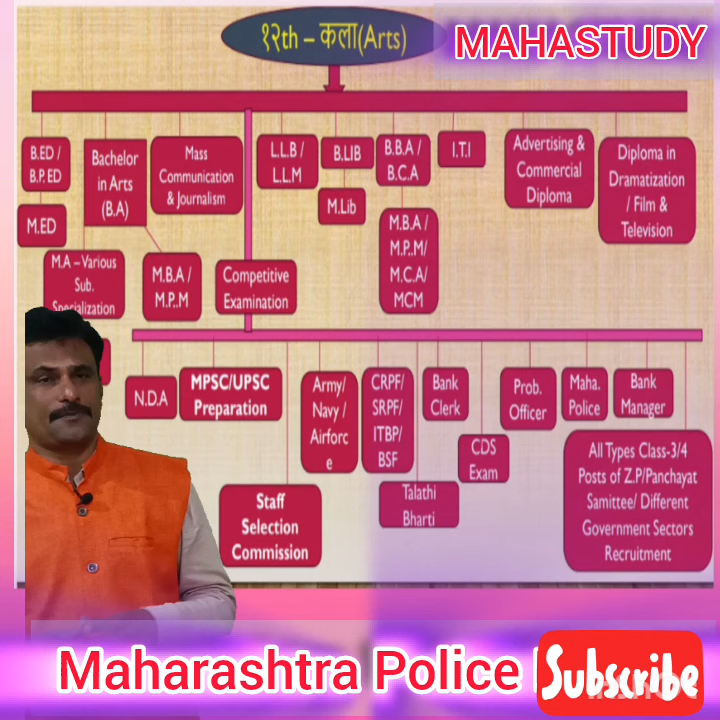 १२th – कला(Arts)
MAHASTUDY
B.ED /
B.P.ED
M.ED
Bachelor
in Arts
(B.A)
Mass
Communication
& Journalism
L.L.B /
L.L.M
B.LIB
M.Lib
B.B.A /
B.C.A
M.B.A /
M.P..M/
M.C.A/
MCM
I.T.I
Advertising &
Commercial
Diploma
Diploma in
Dramatization
/ Film &
Television
M.A – Various
Sub.
Specialization
M.B.A /
M.P..M
Competitive
Examination
N.D.A
MPSC/UPSC
Preparation
Army/
Navy /
Airforc
e
CRPF/
SRPF/
ITBP/
BSF
Bank
Clerk
Prob.
Officer
Maha.
Police
Bank
Manager
CDS
Exam
Staff
Selection
Commission
Talathi
Bharti
All Types Class-3/4
Posts of Z.P/Panchayat
Samittee/ Different
Government Sectors
Recruitment
Maharashtra Police
Subscribe